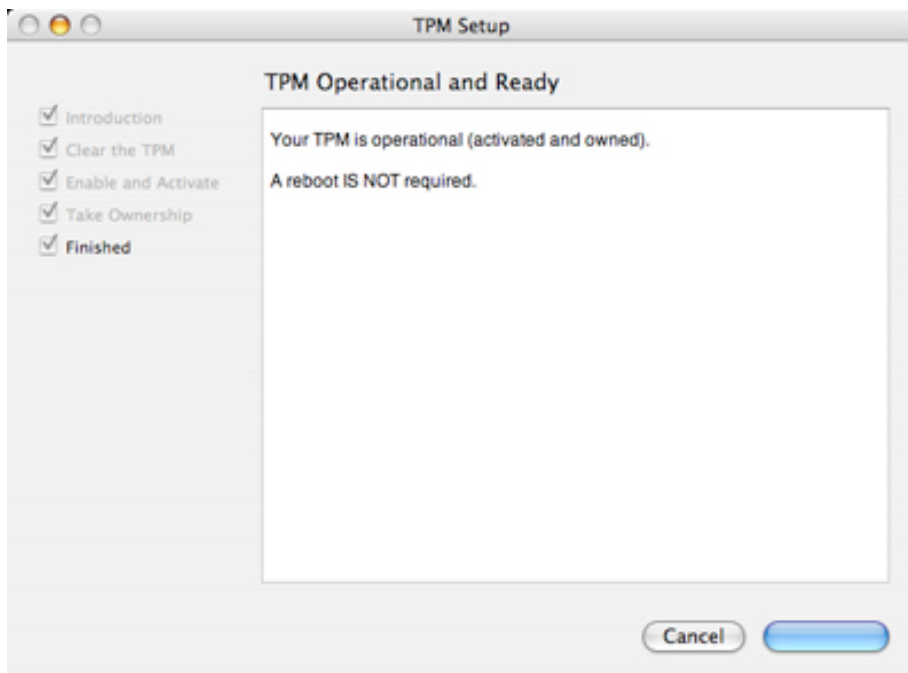 TPM Setup
TPM Operational and Ready
Introduction
Clear the TPM
Enable and Activate
Take Ownership
Finished
Your TPM is operational (activated and owned).
A reboot IS NOT required.
Cancel